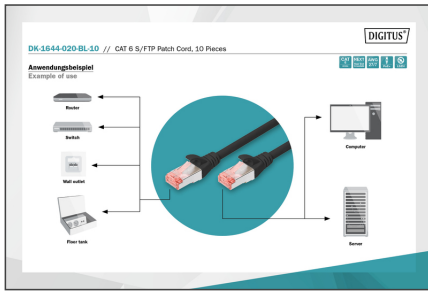 DIGITUS®
DK-1644-020-BL-10 // CAT 6 S/FTP Patch Cord, 10 Pieces
Anwendungsbeispiel
Example of use
Router
Switch
Wall outlet
Floor tank
Computer
Server